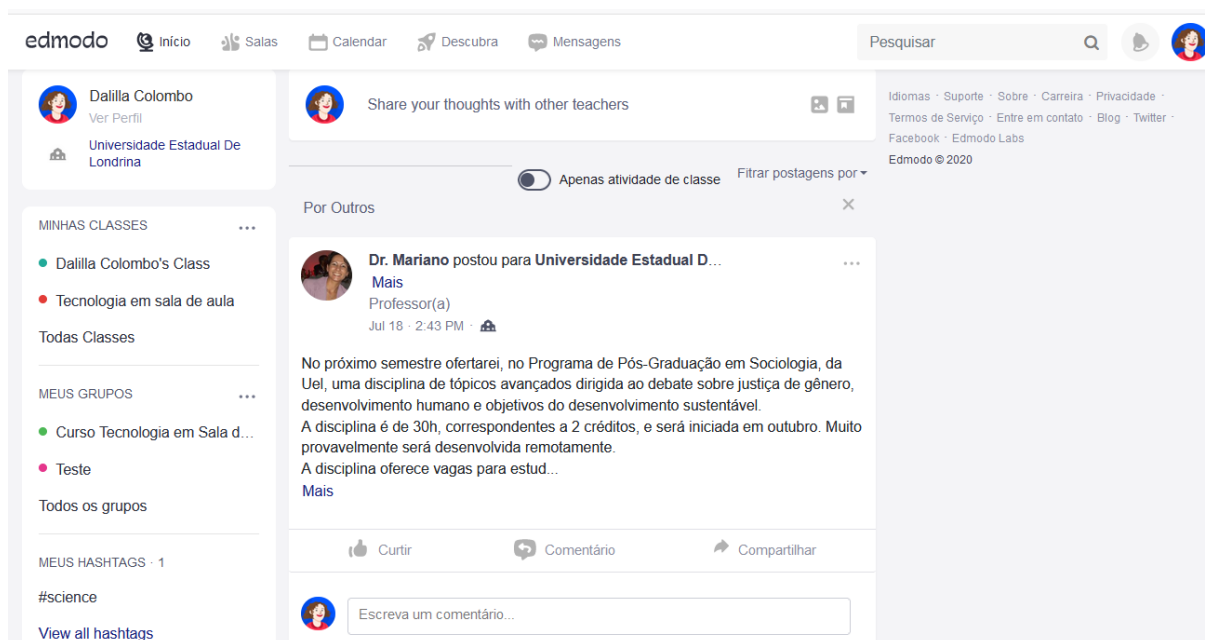 edmodo
Início
Salas
Calendar
Descubra
Mensagens
Pesquisar
Dalilla Colombo
Ver Perfil
Universidade Estadual De
Londrina
MINHAS CLASSES
Dalilla Colombo's Class
Tecnologia em sala de aula
Todas Classes
MEUS GRUPOS
Curso Tecnologia em Sala d...
Teste
Todos os grupos
MEUS HASHTAGS · 1
#science
View all hashtags
Share your thoughts with other teachers
Apenas atividade de classe
Fitrar postagens por
Por Outros
Dr. Mariano postou para Universidade Estadual D...
Mais
Professor(a)
Jul 18 · 2:43 PM ·
No próximo semestre ofertarei, no Programa de Pós-Graduação em Sociologia, da
Uel, uma disciplina de tópicos avançados dirigida ao debate sobre justiça de gênero,
desenvolvimento humano e objetivos do desenvolvimento sustentável.
A disciplina é de 30h, correspondentes a 2 créditos, e será iniciada em outubro. Muito
provavelmente será desenvolvida remotamente.
A disciplina oferece vagas para estud...
Mais
Curtir
Comentário
Compartilhar
Escreva um comentário...
Idiomas · Suporte · Sobre · Carreira · Privacidade ·
Termos de Serviço · Entre em contato · Blog · Twitter ·
Facebook · Edmodo Labs
Edmodo © 2020